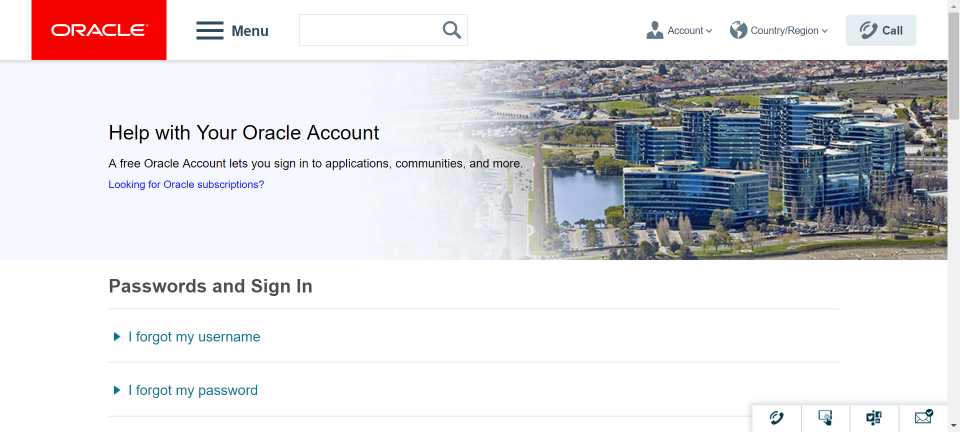 ORACLE
Menu
Account
Country/Region
Call
Help with Your Oracle Account
A free Oracle Account lets you sign in to applications, communities, and more.
Looking for Oracle subscriptions?
Passwords and Sign In
I forgot my username
I forgot my password